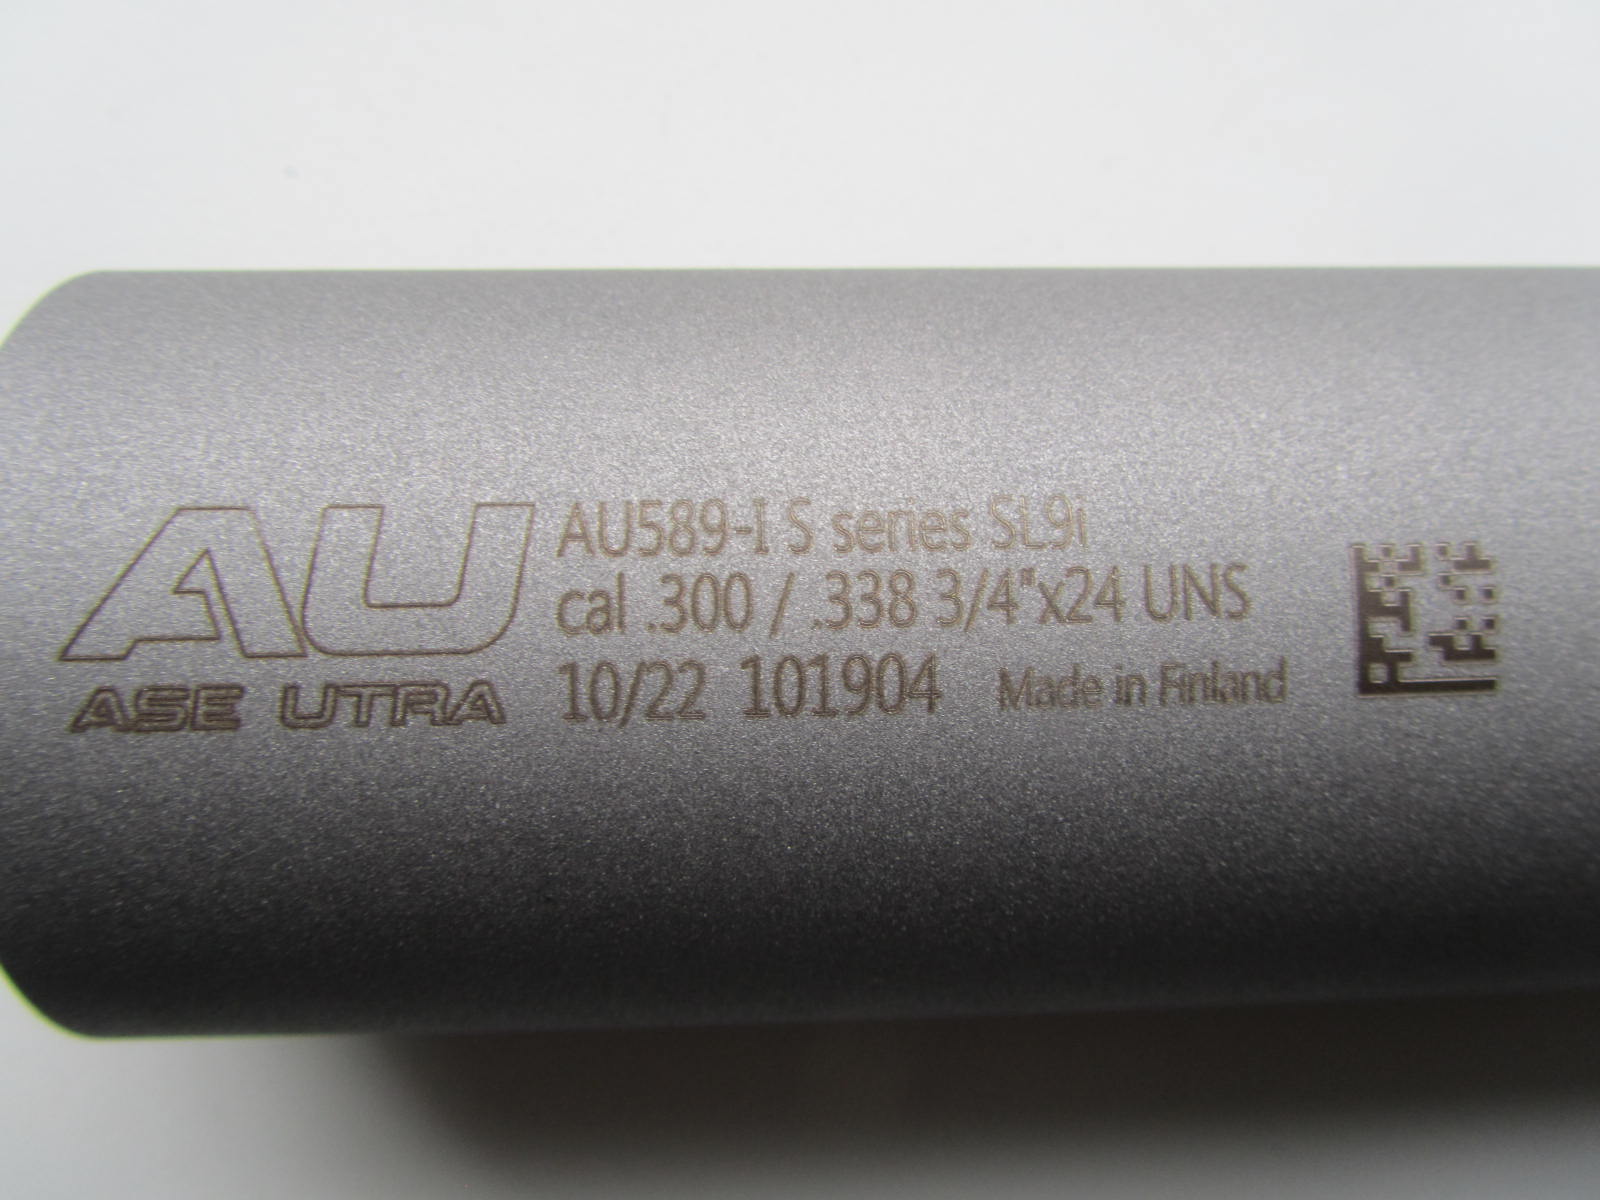 AU
ASE UTRA
AU589-I S series SL9i
cal .300 / .338 3/4"x24 UNS
10/22 101904 Made in Finland